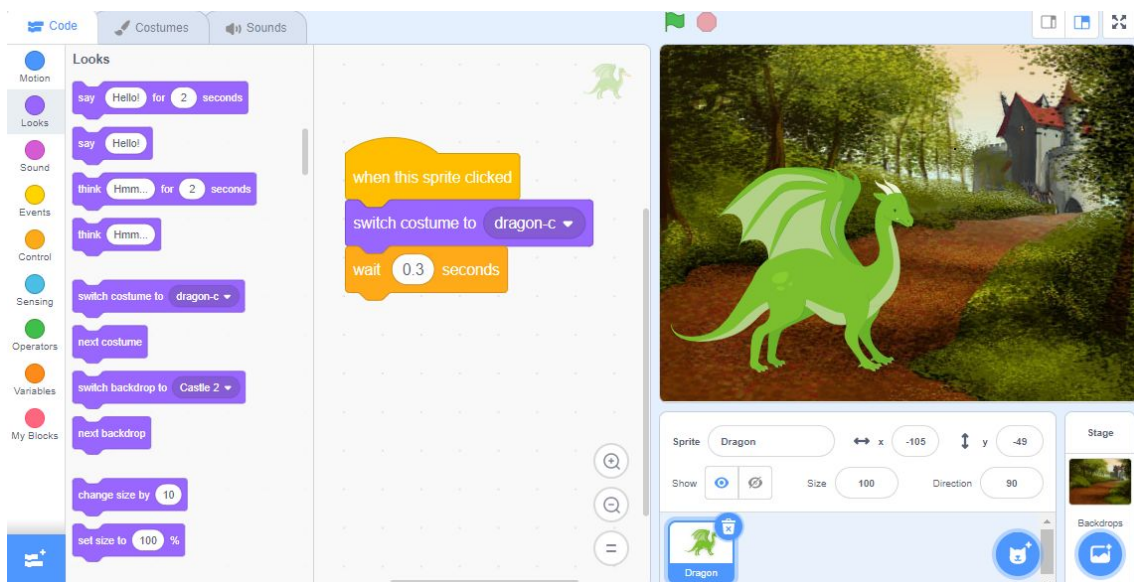 Code Costumes Sounds
Motion
Looks
Sound
Events
Control
Sensing
Operators
Variables
My Blocks
Looks
say Hello! for 2 seconds
say Hello!
think Hmm... for 2 seconds
think Hmm...
switch costume to dragon-c
next costume
switch backdrop to Castle 2
next backdrop
change size by 10
set size to 100 %
when this sprite clicked
switch costume to dragon-c
wait 0.3 seconds
Sprite Dragon x -105 y -49
Show Size 100 Direction 90
Dragon
Stage
Backdrops